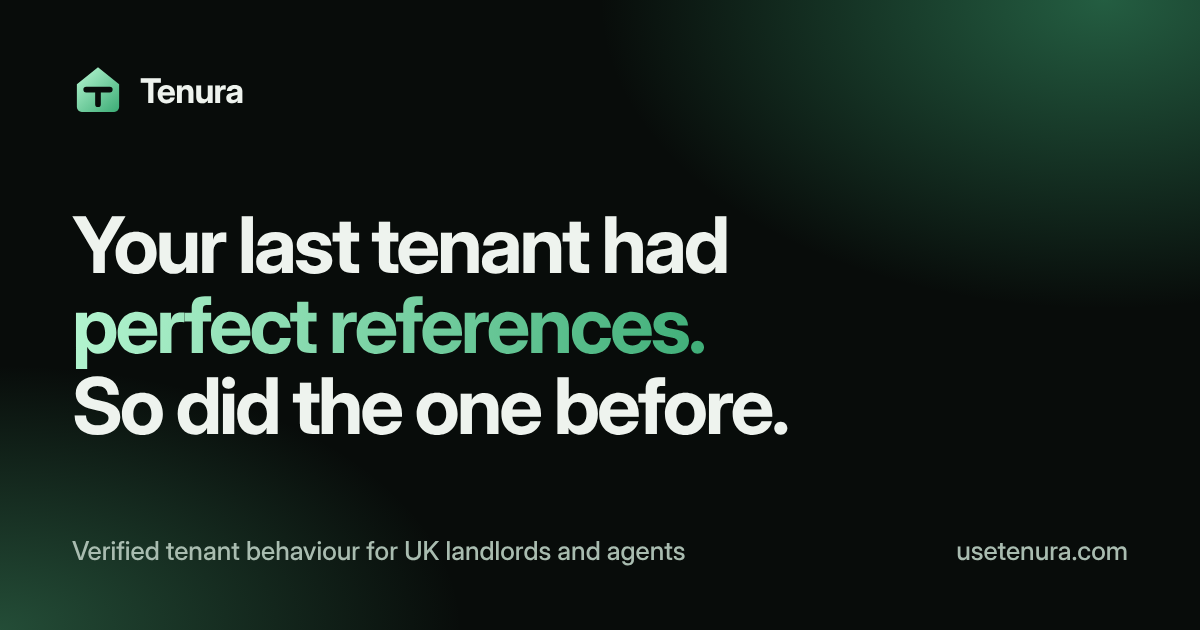 Tenura
Your last tenant had
perfect references.
So did the one before.
Verified tenant behaviour for UK landlords and agents
usetenura.com